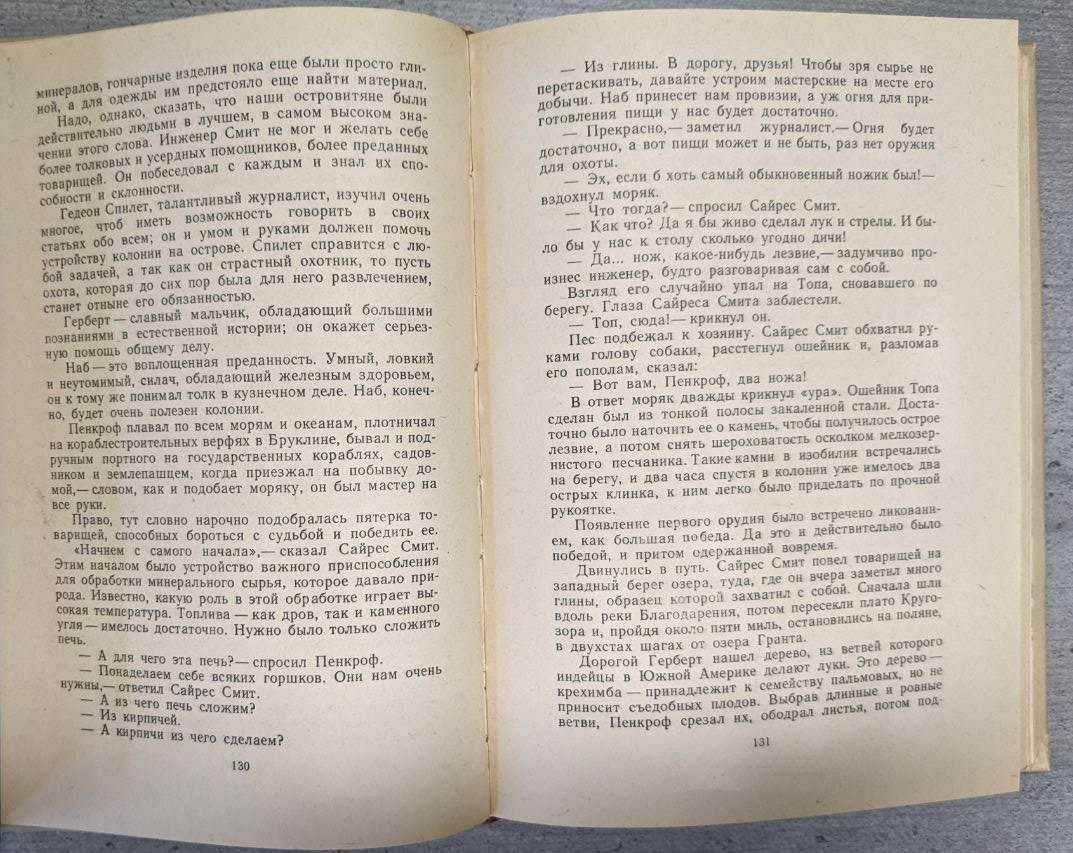 минералов, гончарные изделия пока еще были просто гли-
ной, а для одежды им предстояло еще найти материал.
Надо, однако, сказать, что наши островитяне были
действительно людьми в лучшем, в самом высоком зна-
чении этого слова. Инженер Смит не мог и желать себе
более толковых и усердных помощников, более преданных
товарищей. Он побеседовал с каждым и знал их спо-
собности и склонности.
Гедеон Спилет, талантливый журналист, изучил очень
многое, чтоб иметь возможность говорить в своих
статьях обо всем; он и умом и руками должен помочь
устройству колонии на острове. Спилет справится с лю-
бой задачей, а так как он страстный охотник, то пусть
охота, которая до сих пор была для него развлечением,
станет отныне его обязанностью.
Герберт — славный мальчик, обладающий большими
познаниями в естественной истории; он окажет серьез-
ную помощь общему делу.
Наб — это воплощенная преданность. Умный, ловкий
и неутомимый, силач, обладающий железным здоровьем,
он к тому же понимал толк в кузнечном деле. Наб, конеч-
но, будет очень полезен колонии.
Пенкроф плавал по всем морям и океанам, плотничал
на кораблестроительных верфях в Бруклине, бывал и под-
ручным портного на государственных кораблях, садов-
ником и землепашцем, когда приезжал на побывку до-
мой,— словом, как и подобает моряку, он был мастер на
все руки.
Право, тут словно нарочно подобралась пятерка то-
варищей, способных бороться с судьбой и победить ее.
«Начнем с самого начала»,— сказал Сайрес Смит.
Этим началом было устройство важного приспособления
для обработки минерального сырья, которое давало при-
рода. Известно, какую роль в этой обработке играет вы-
сокая температура. Топлива — как дров, так и каменного
угля — имелось достаточно. Нужно было только сложить
печь.
— А для чего эта печь?— спросил Пенкроф.
— Понаделаем себе всяких горшков. Они нам очень
нужны,— ответил Сайрес Смит.
— А из чего печь сложим?
— Из кирпичей.
— А кирпичи из чего сделаем?
130
— Из глины. В дорогу, друзья! Чтобы зря сырье не
перетаскивать, давайте устроим мастерские на месте его
добычи. Наб принесет нам провизии, а уж огня для при-
готовления пищи у нас будет достаточно.
— Прекрасно,— заметил журналист.— Огня будет
достаточно, а вот пищи может и не быть, раз нет оружия
для охоты.
— Эх, если б хоть самый обыкновенный ножик был!—
вздохнул моряк.
— Что тогда?— спросил Сайрес Смит.
— Как что? Да я бы живо сделал лук и стрелы. И бы-
ло бы у нас к столу сколько угодно дичи!
— Да... нож, какое-нибудь лезвие,— задумчиво про-
изнес инженер, будто разговаривая сам с собой.
Взгляд его случайно упал на Топа, сновавшего по
берегу. Глаза Сайреса Смита заблестели.
— Топ, сюда!— крикнул он.
Пес подбежал к хозяину. Сайрес Смит обхватил ру-
ками голову собаки, расстегнул ошейник и, разломав
его пополам, сказал:
— Вот вам, Пенкроф, два ножа!
В ответ моряк дважды крикнул «ура». Ошейник Топа
сделан был из тонкой полосы закаленной стали. Доста-
точно было наточить ее о камень, чтобы получилось острое
лезвие, а потом снять шероховатость осколком мелкозер-
нистого песчаника. Такие камни в изобилии встречались
на берегу, и два часа спустя в колонии уже имелось два
острых клинка, к ним легко было приделать по прочной
рукоятке.
Появление первого орудия было встречено ликовани-
ем, как большая победа. Да это и действительно было
победой, и притом одержанной вовремя.
Двинулись в путь. Сайрес Смит повел товарищей на
западный берег озера, туда, где он вчера заметил много
глины, образец которой захватил с собой. Сначала шли
вдоль реки Благодарения, потом пересекли плато Круго-
зора и, пройдя около пяти миль, остановились на поляне,
в двухстах шагах от озера Гранта.
Дорогой Герберт нашел дерево, из ветвей которого
индейцы в Южной Америке делают луки. Это дерево —
крехимба — принадлежит к семейству пальмовых, но не
приносит съедобных плодов. Выбрав длинные и ровные
ветви, Пенкроф срезал их, ободрал листья, потом под-
131